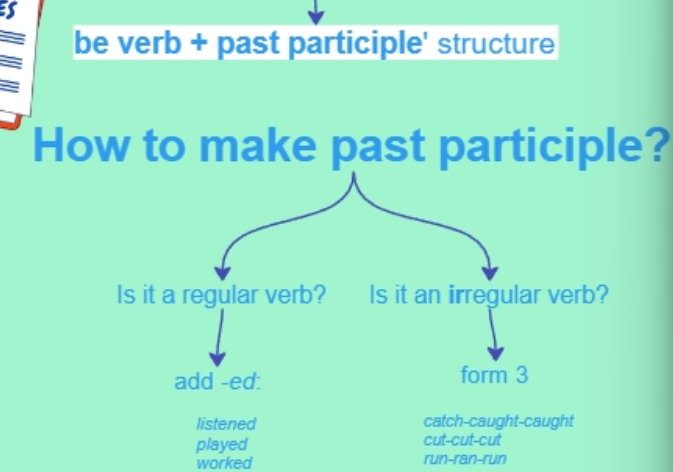 ES
be verb + past participle' structure
How to make past participle?
Is it a regular verb? Is it an irregular verb?
add -ed: form 3
listened
played
worked
catch-caught-caught
cut-cut-cut
run-ran-run